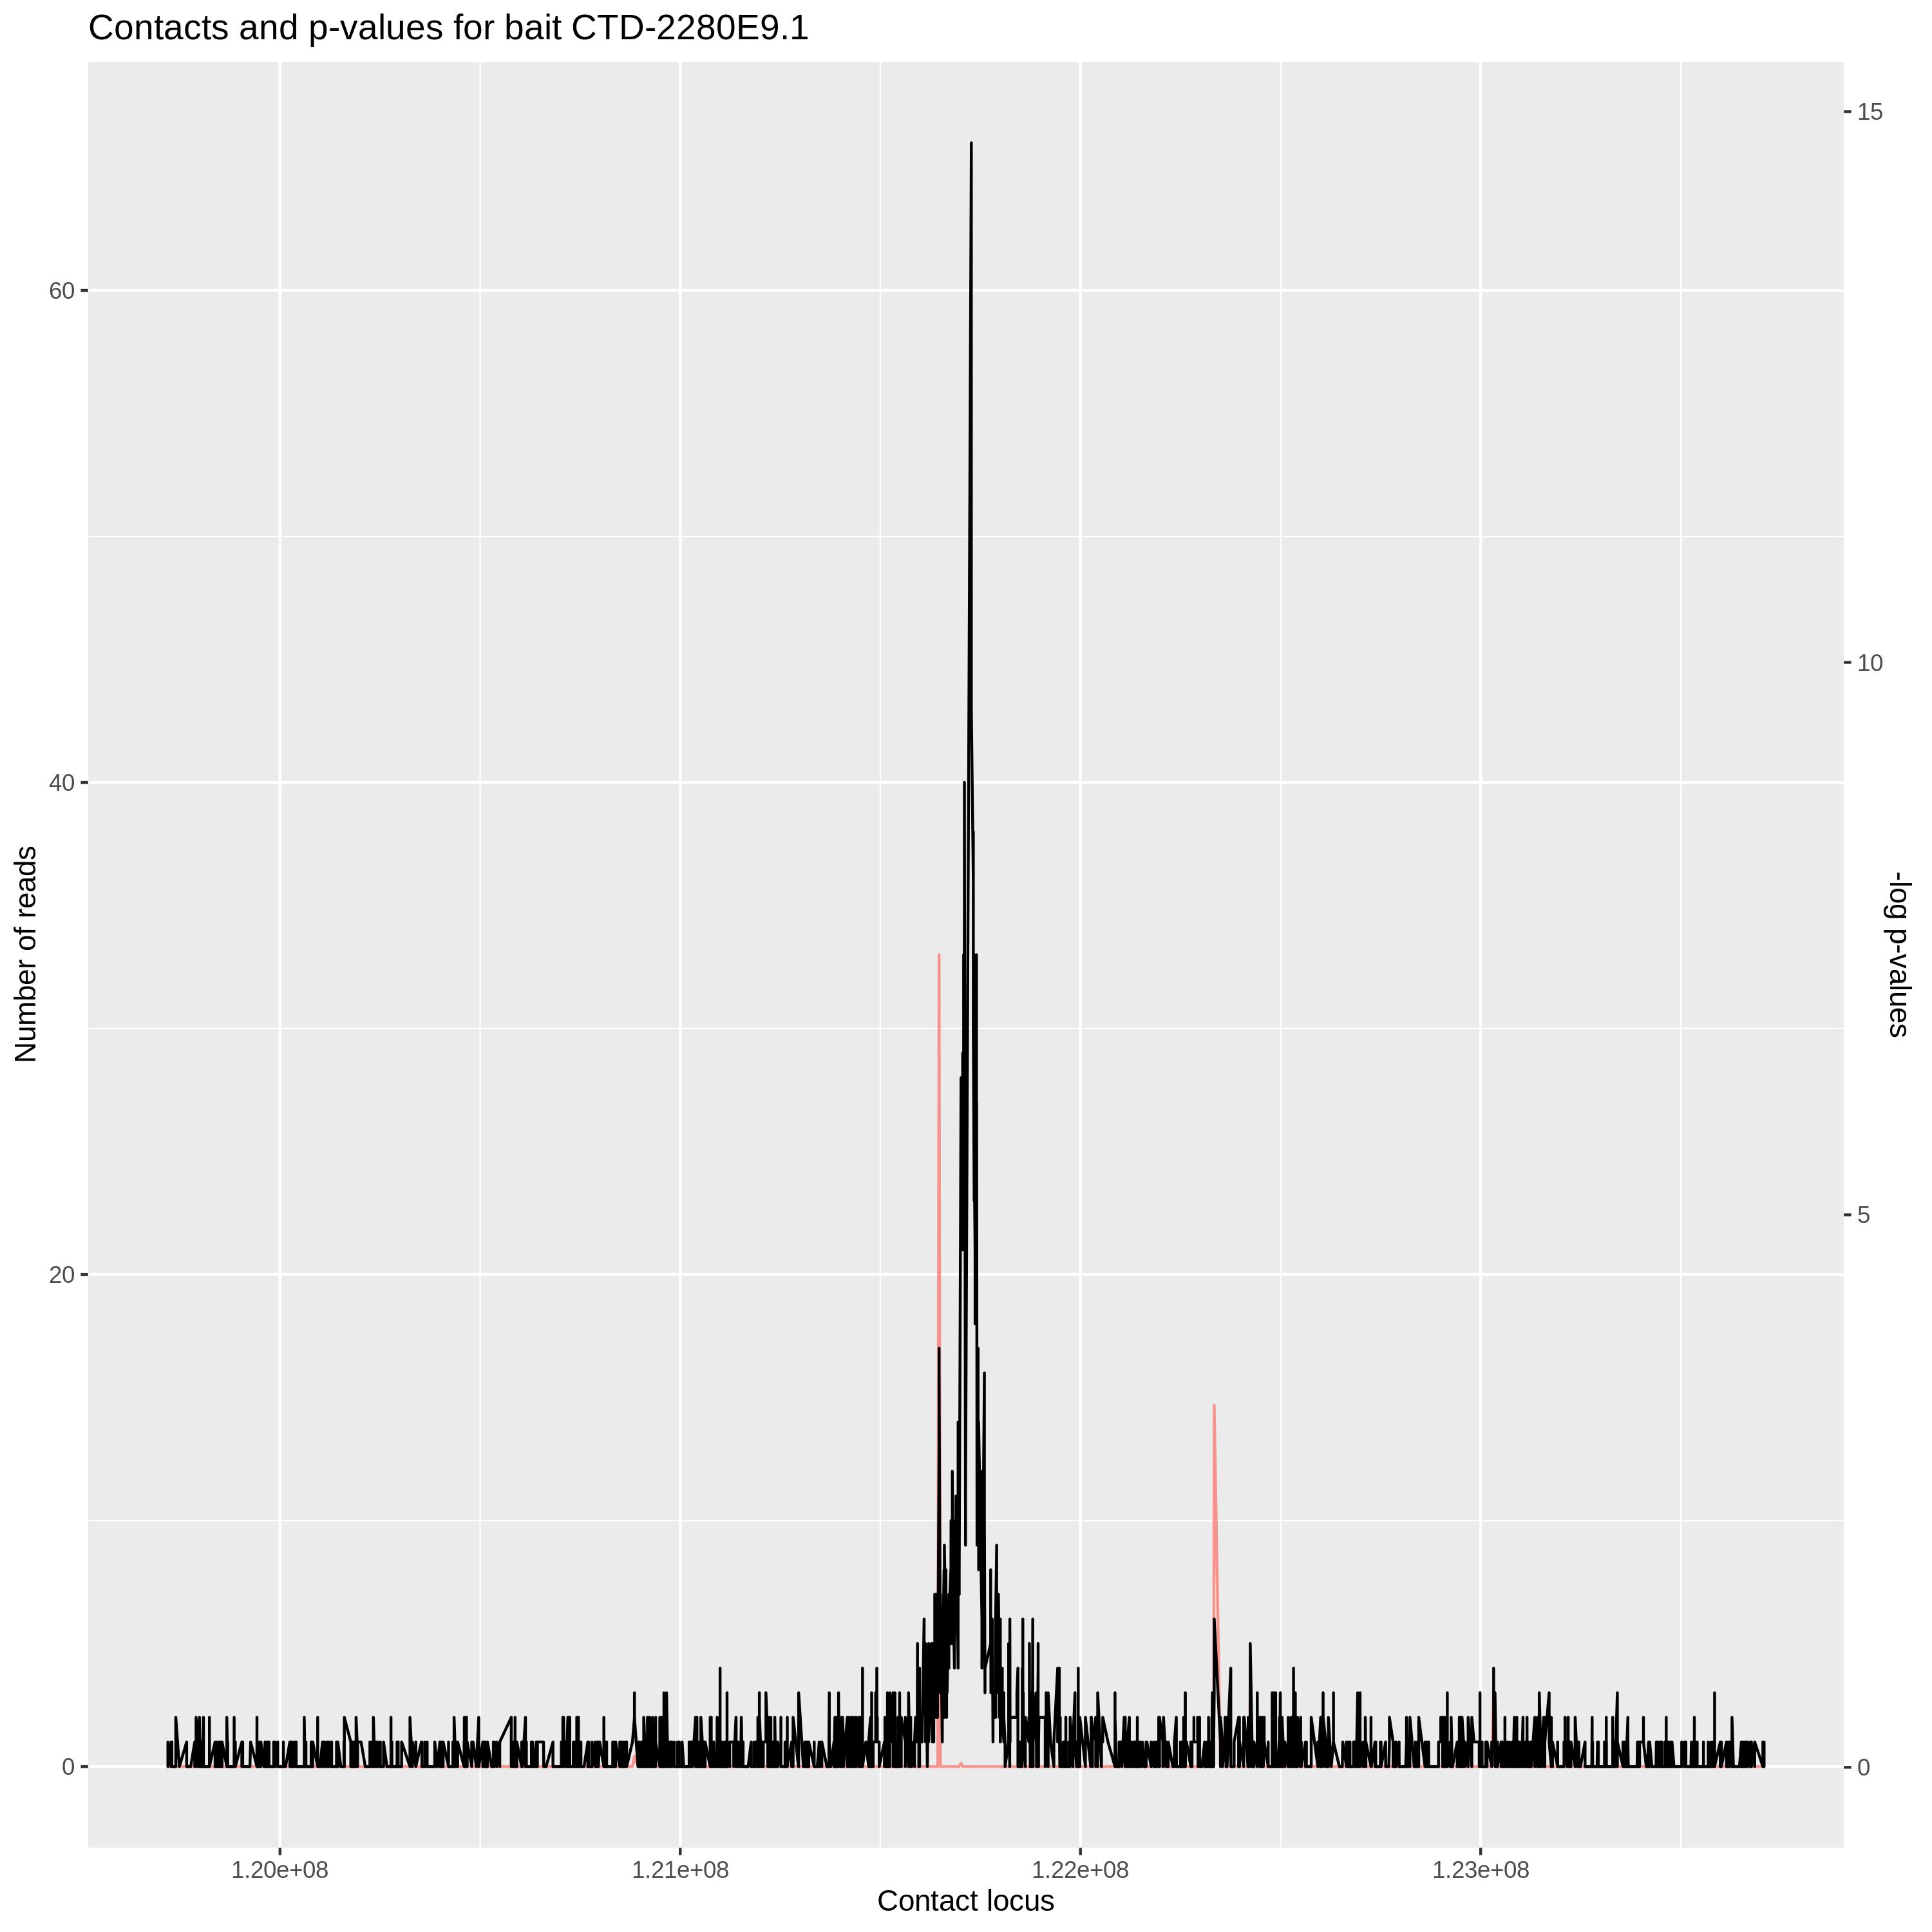 Contacts and p-values for bait CTD-2280E9.1
15
60
10
40
Number of reads
-log p-values
5
20
0
0
1.20e+08
1.21e+08
1.22e+08
1.23e+08
Contact locus